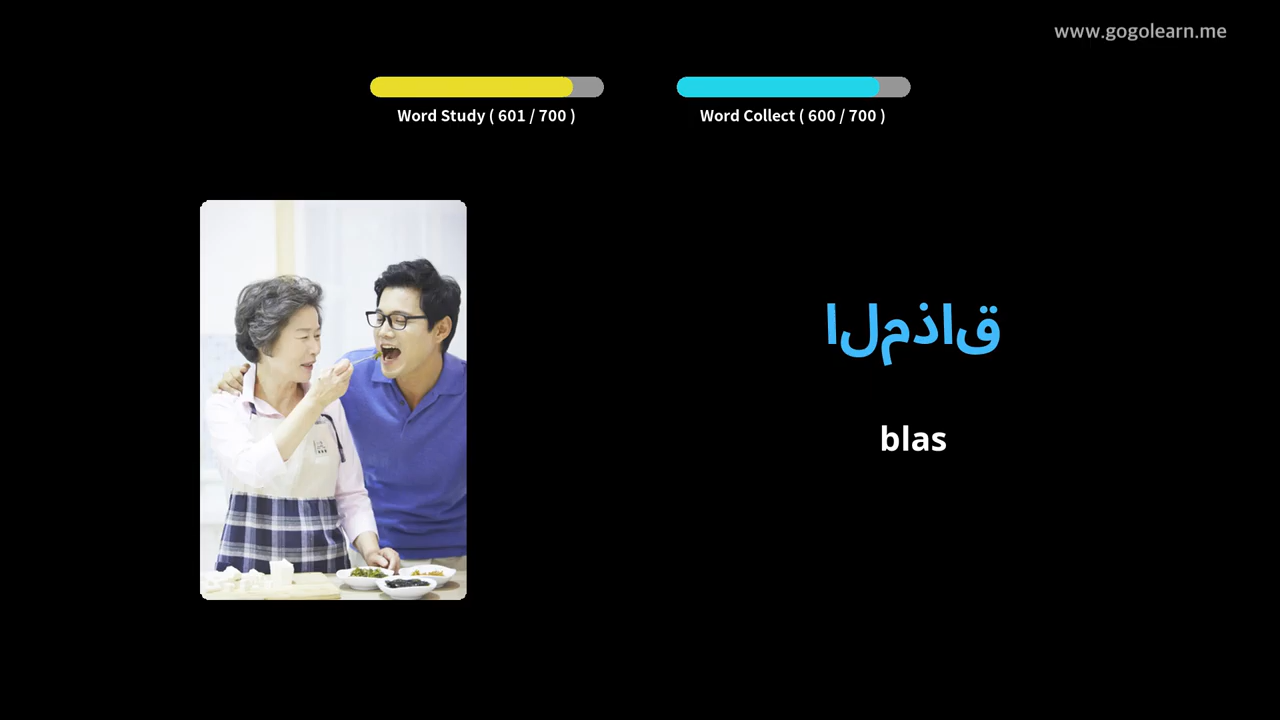 www.gogolearn.me
Word Study ( 601 / 700 )
Word Collect ( 600 / 700 )
المذاق
blas